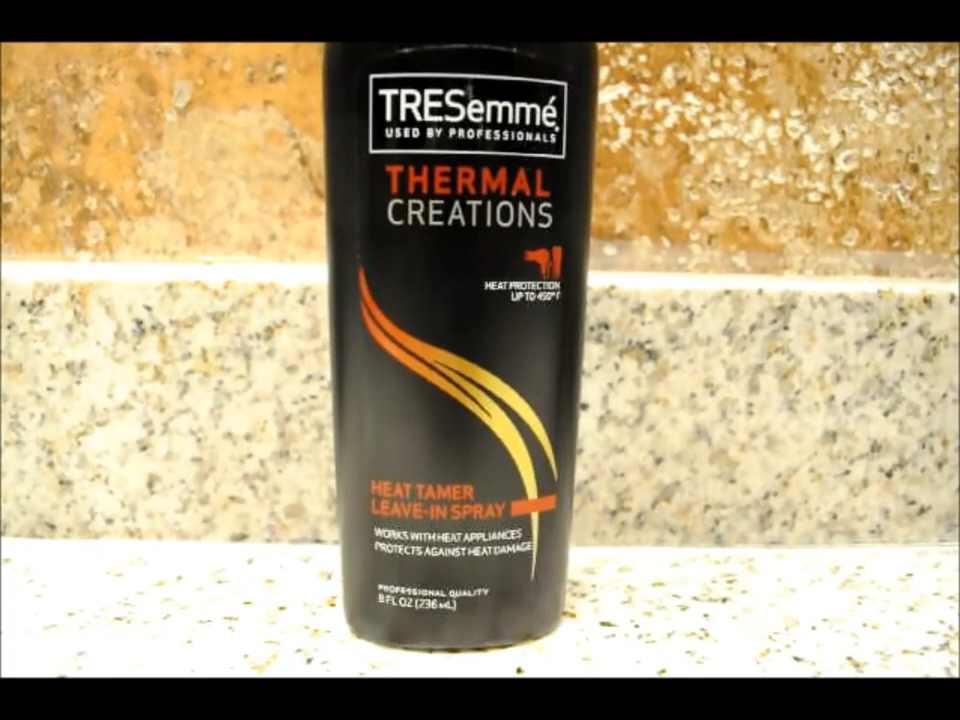 TRESemmé
USED BY PROFESSIONALS
THERMAL
CREATIONS
HEAT PROTECTION
UP TO 450° F
HEAT TAMER
LEAVE-IN SPRAY
WORKS WITH HEAT APPLIANCES
PROTECTS AGAINST HEAT DAMAGE
PROFESSIONAL QUALITY
8 FL OZ (236 mL)